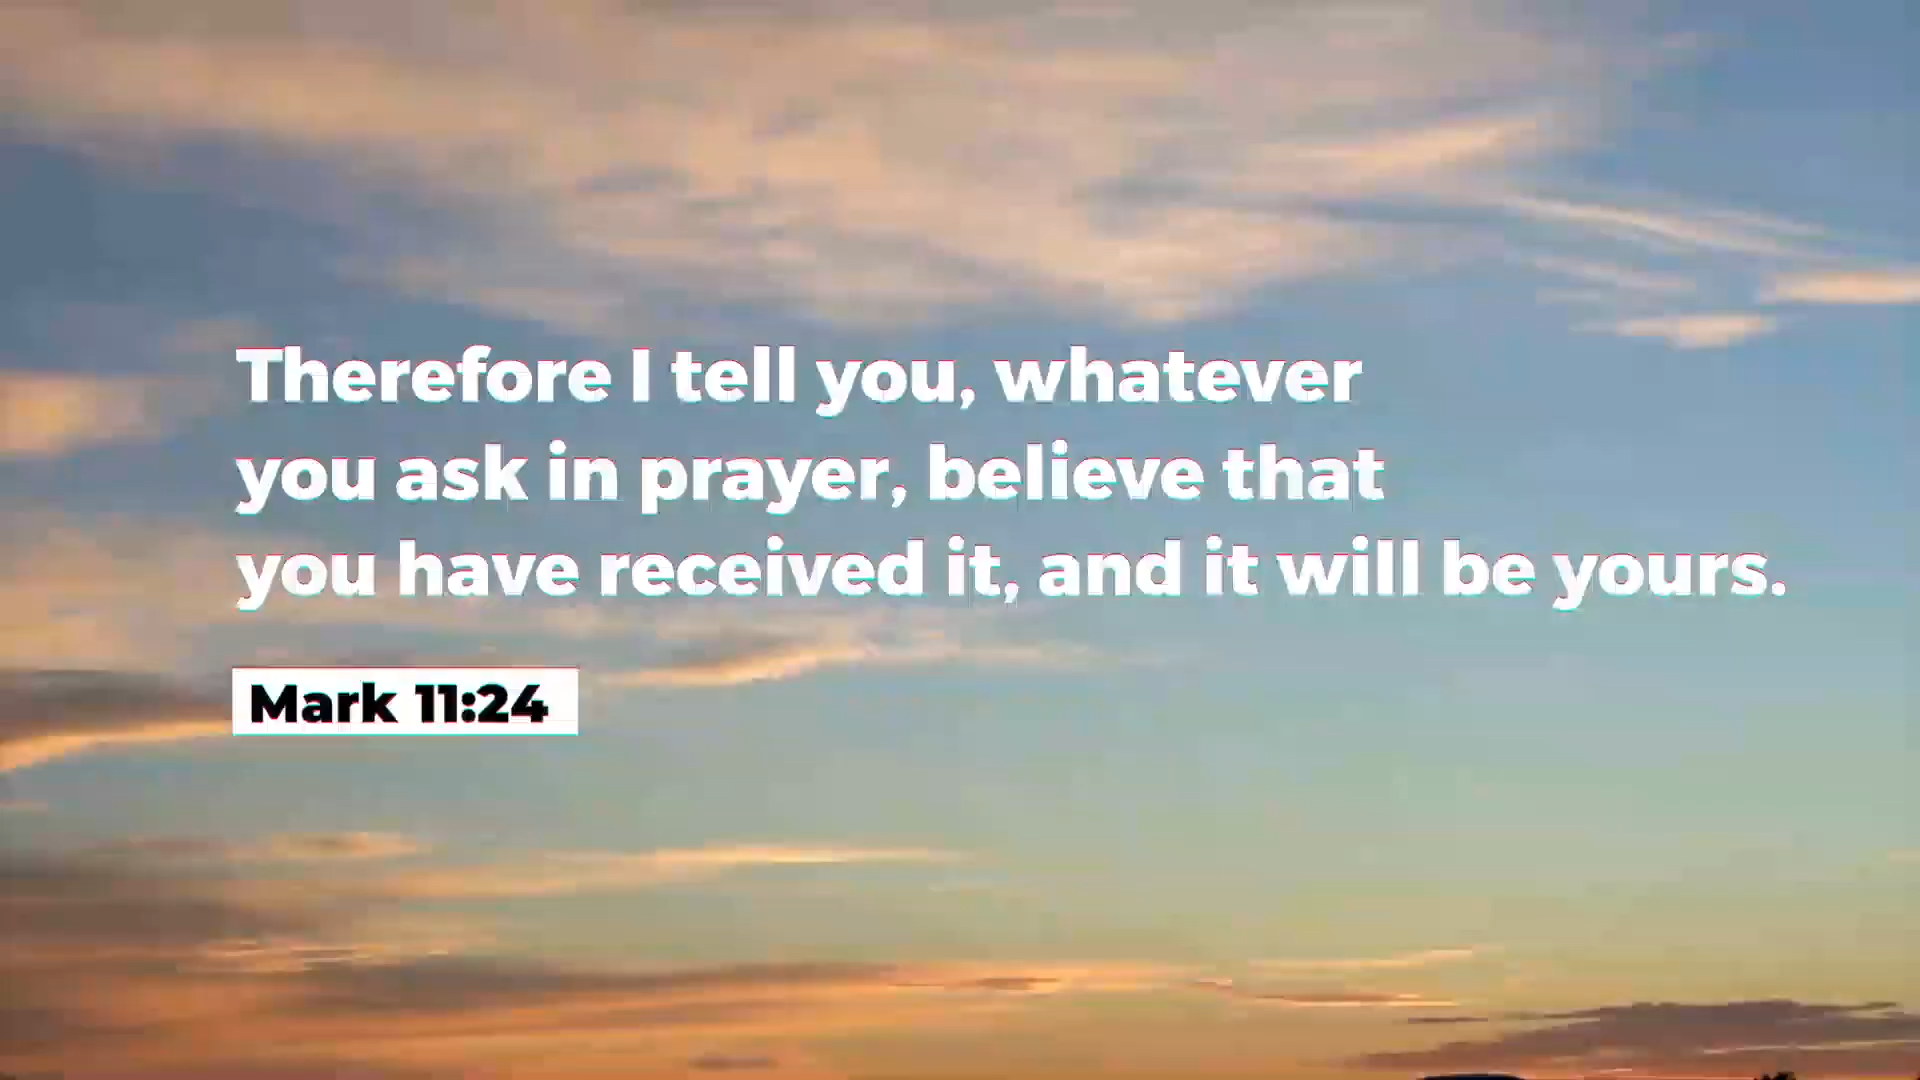 Therefore I tell you, whatever
you ask in prayer, believe that
you have received it, and it will be yours.
Mark 11:24